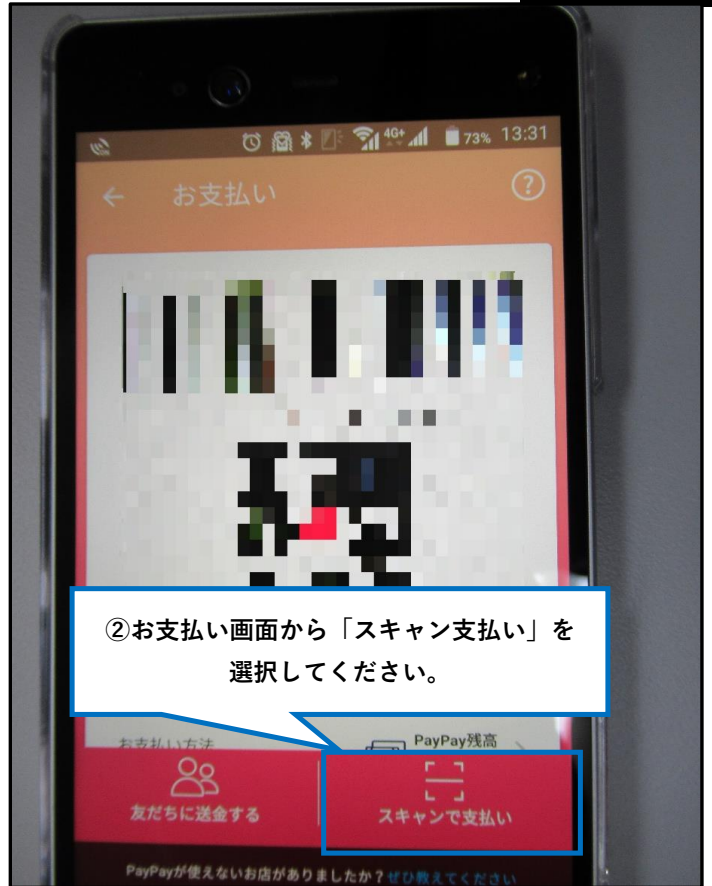 4G+ 73% 13:31
お支払い
②お支払い画面から「スキャン支払い」を
選択してください。
お支払い方法
PayPay残高
友だちに送金する
スキャンで支払い
PayPayが使えないお店がありましたか?ぜひ教えてください